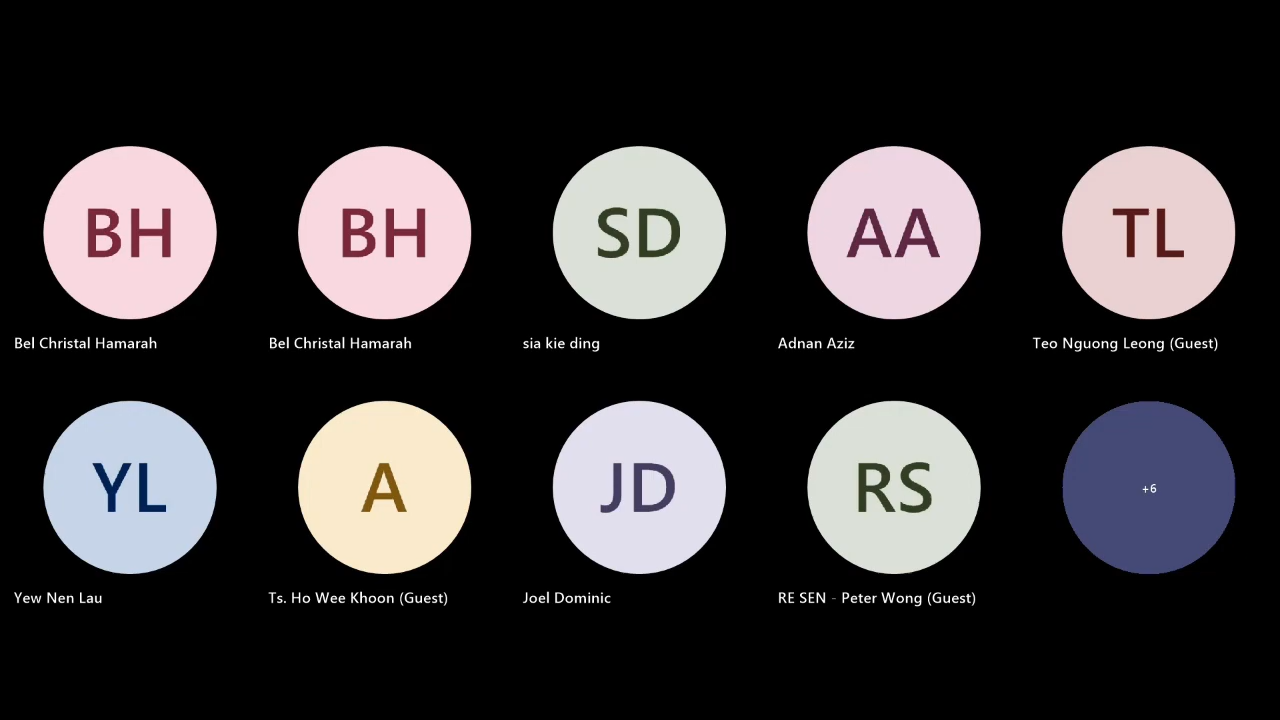 BH
BH
SD
AA
TL
Bel Christal Hamarah
Bel Christal Hamarah
sia kie ding
Adnan Aziz
Teo Nguong Leong (Guest)
YL
A
JD
RS
+6
Yew Nen Lau
Ts. Ho Wee Khoon (Guest)
Joel Dominic
RE SEN - Peter Wong (Guest)